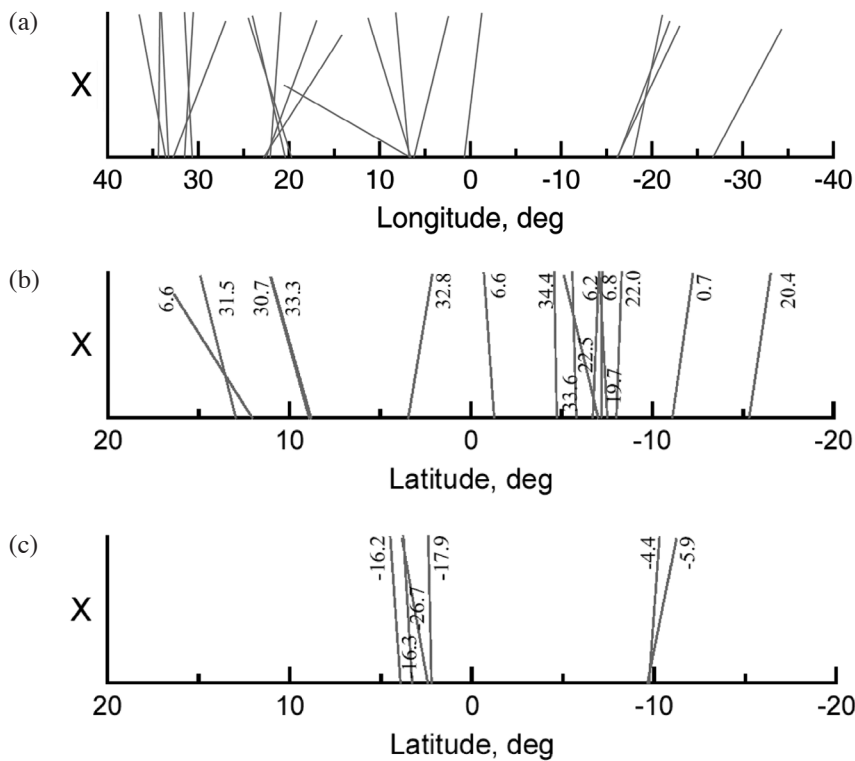 (a)
X
40 30 20 10 0 -10 -20 -30 -40
Longitude, deg
(b)
6.6 31.5 30.7 33.3 32.8 6.6 34.4 33.6 22.5 6.2 6.8 19.7 22.0 0.7 20.4
X
20 10 0 -10 -20
Latitude, deg
(c)
-16.2 16.3 -26.7 -17.9 -4.4 -5.9
X
20 10 0 -10 -20
Latitude, deg